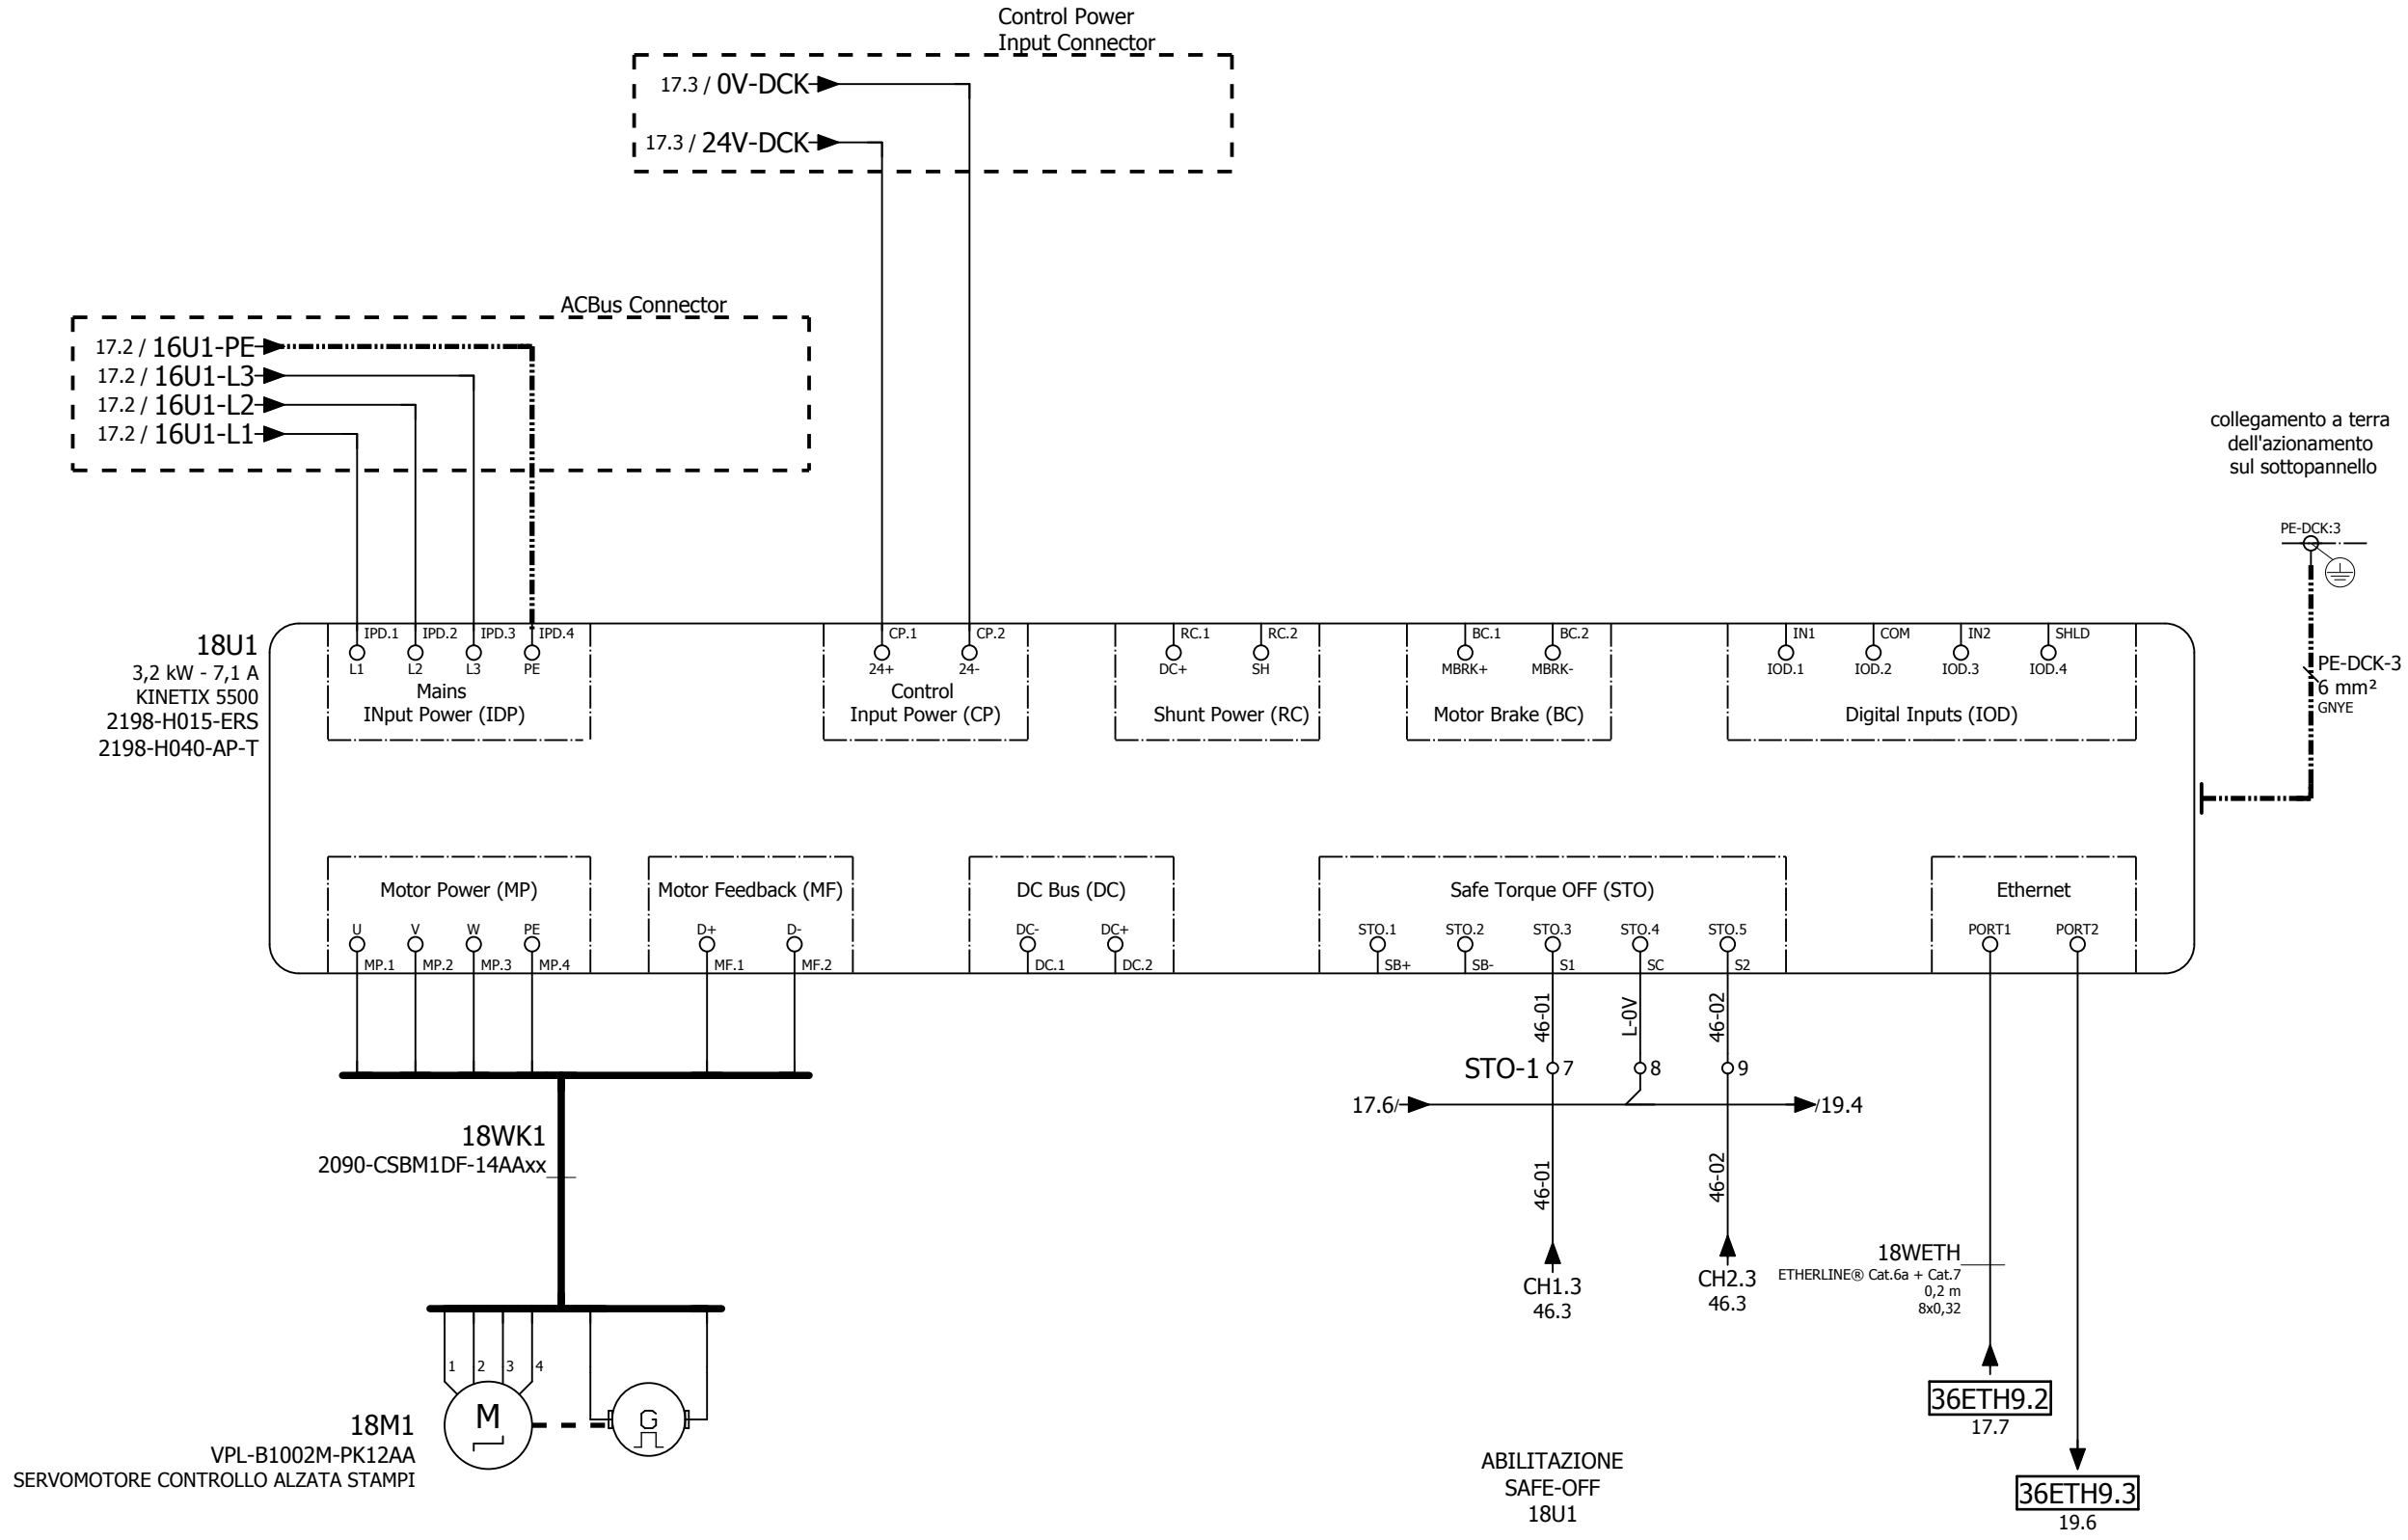 Control Power
Input Connector
17.3 / 0V-DCK
17.3 / 24V-DCK
ACBus Connector
17.2 / 16U1-PE
17.2 / 16U1-L3
17.2 / 16U1-L2
17.2 / 16U1-L1
collegamento a terra
dell'azionamento
sul sottopannello
PE-DCK:3
PE-DCK-3
6 mm²
GNYE
18U1
3,2 kW - 7,1 A
KINETIX 5500
2198-H015-ERS
2198-H040-AP-T
IPD.1 IPD.2 IPD.3 IPD.4
L1 L2 L3 PE
Mains
INput Power (IDP)
CP.1 CP.2
24+ 24-
Control
Input Power (CP)
RC.1 RC.2
DC+ SH
Shunt Power (RC)
BC.1 BC.2
MBRK+ MBRK-
Motor Brake (BC)
IN1 COM IN2 SHLD
IOD.1 IOD.2 IOD.3 IOD.4
Digital Inputs (IOD)
Motor Power (MP)
U V W PE
MP.1 MP.2 MP.3 MP.4
Motor Feedback (MF)
D+ D-
MF.1 MF.2
DC Bus (DC)
DC- DC+
DC.1 DC.2
Safe Torque OFF (STO)
STO.1 STO.2 STO.3 STO.4 STO.5
SB+ SB- S1 SC S2
Ethernet
PORT1 PORT2
46-01 L-0V 46-02
STO-1 7 8 9
17.6/ /19.4
46-01 46-02
CH1.3
46.3
CH2.3
46.3
18WK1
2090-CSBM1DF-14AAxx
18WETH
ETHERLINE® Cat.6a + Cat.7
0,2 m
8x0,32
36ETH9.2
17.7
36ETH9.3
19.6
1 2 3 4
M
G
18M1
VPL-B1002M-PK12AA
SERVOMOTORE CONTROLLO ALZATA STAMPI
ABILITAZIONE
SAFE-OFF
18U1